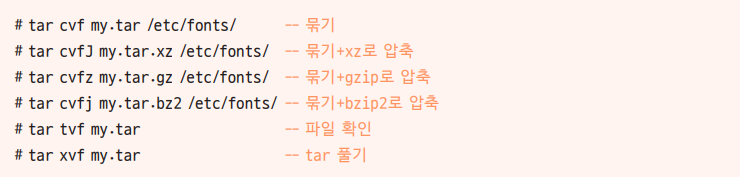 # tar cvf my.tar /etc/fonts/ -- 묶기
# tar cvfJ my.tar.xz /etc/fonts/ -- 묶기+xz로 압축
# tar cvfz my.tar.gz /etc/fonts/ -- 묶기+gzip로 압축
# tar cvfj my.tar.bz2 /etc/fonts/ -- 묶기+bzip2로 압축
# tar tvf my.tar -- 파일 확인
# tar xvf my.tar -- tar 풀기